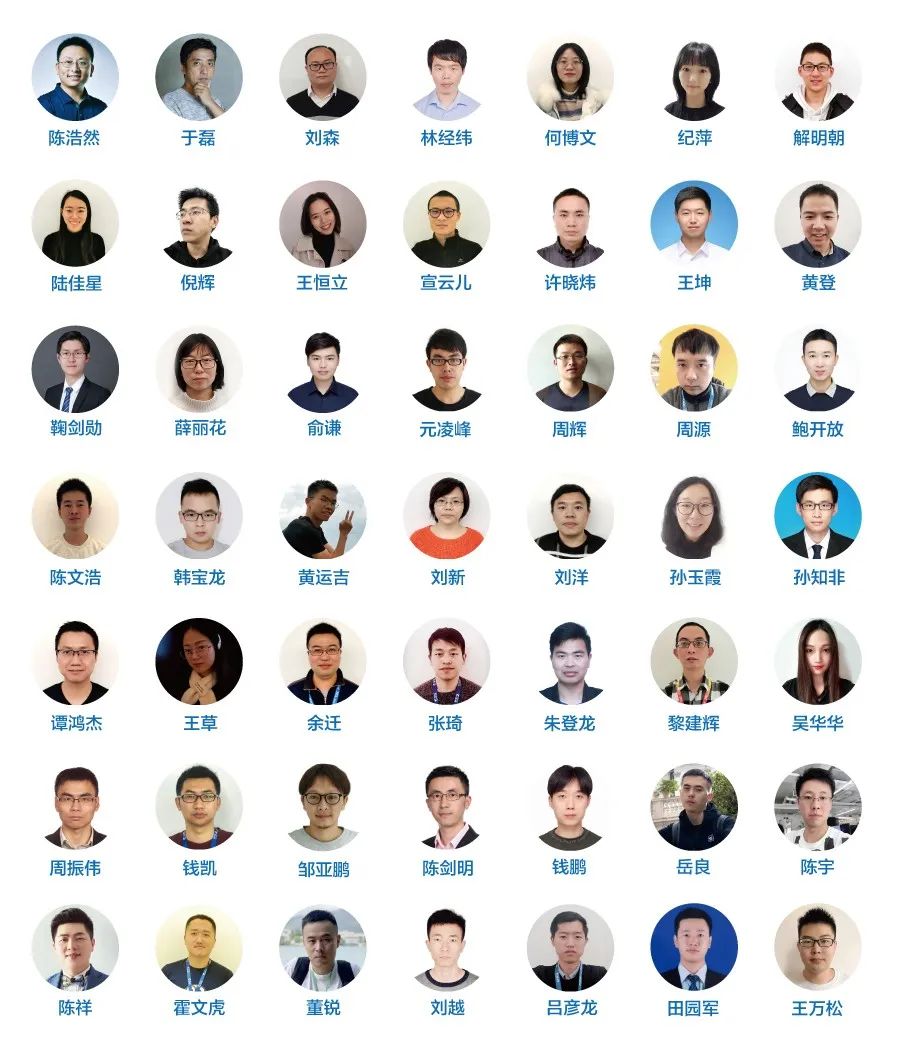 陈浩然 于磊 刘森 林经纬 何博文 纪萍 解明朝
陆佳星 倪辉 王恒立 宣云儿 许晓炜 王坤 黄登
鞠剑勋 薛丽花 俞谦 元凌峰 周辉 周源 鲍开放
陈文浩 韩宝龙 黄运吉 刘新 刘洋 孙玉霞 孙知非
谭鸿杰 王草 余迁 张琦 朱登龙 黎建辉 吴华华
周振伟 钱凯 邹亚鹏 陈剑明 钱鹏 岳良 陈宇
陈祥 霍文虎 董锐 刘越 吕彦龙 田园军 王万松